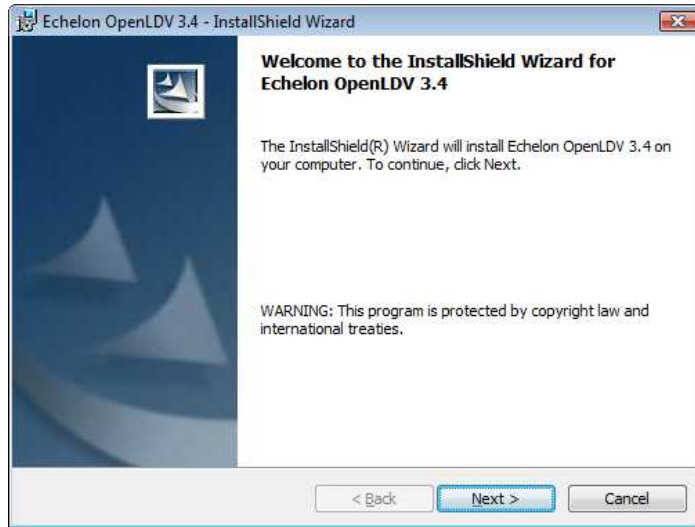 Echelon OpenLDV 3.4 - InstallShield Wizard
Welcome to the InstallShield Wizard for
Echelon OpenLDV 3.4
The InstallShield(R) Wizard will install Echelon OpenLDV 3.4 on
your computer. To continue, click Next.
WARNING: This program is protected by copyright law and
international treaties.
< Back
Next >
Cancel